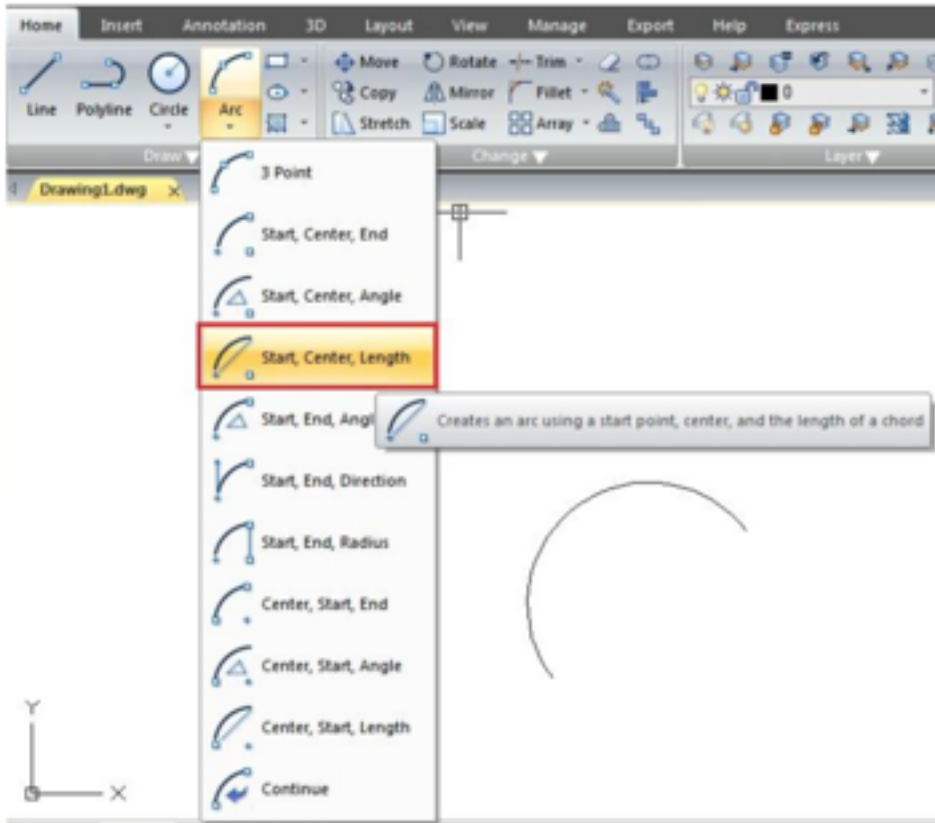 Home Insert Annotation 3D Layout View Manage Export Help Express
Line Polyline Circle Arc
Move Rotate Trim
Copy Mirror Fillet
Stretch Scale Array
0
Draw Change Layer
Drawing1.dwg
3 Point
Start, Center, End
Start, Center, Angle
Start, Center, Length
Start, End, Angl
Creates an arc using a start point, center, and the length of a chord
Start, End, Direction
Start, End, Radius
Center, Start, End
Center, Start, Angle
Center, Start, Length
Continue
Y
X